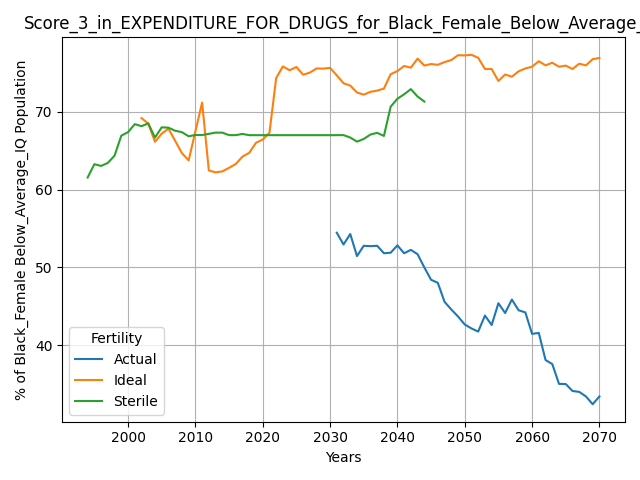 Score_3_in_EXPENDITURE_FOR_DRUGS_for_Black_Female_Below_Average_
% of Black_Female Below_Average_IQ Population
70
60
50
40
Fertility
Actual
Ideal
Sterile
2000 2010 2020 2030 2040 2050 2060 2070
Years